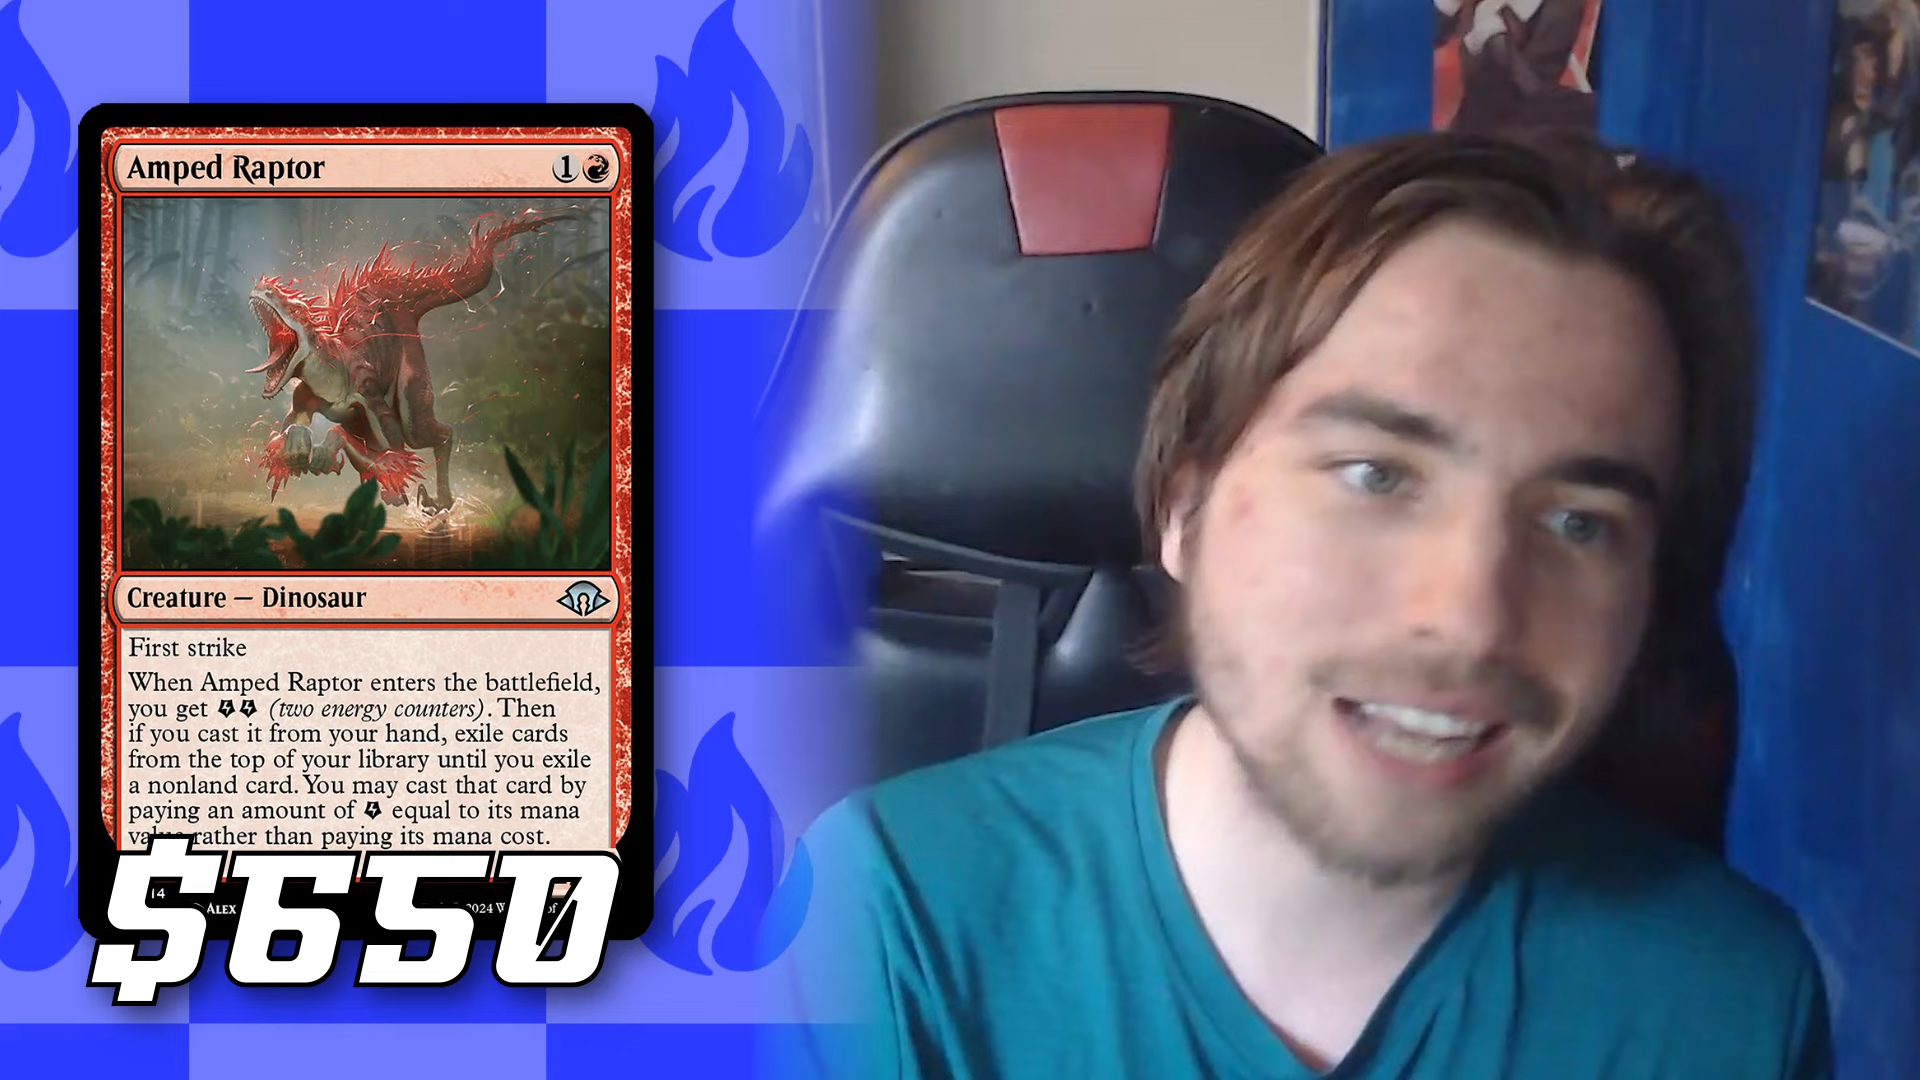 Amped Raptor 1
Creature — Dinosaur
First strike
When Amped Raptor enters the battlefield,
you get (two energy counters). Then
if you cast it from your hand, exile cards
from the top of your library until you exile
a nonland card. You may cast that card by
paying an amount of equal to its mana
value rather than paying its mana cost.
$650
ALEX 2024